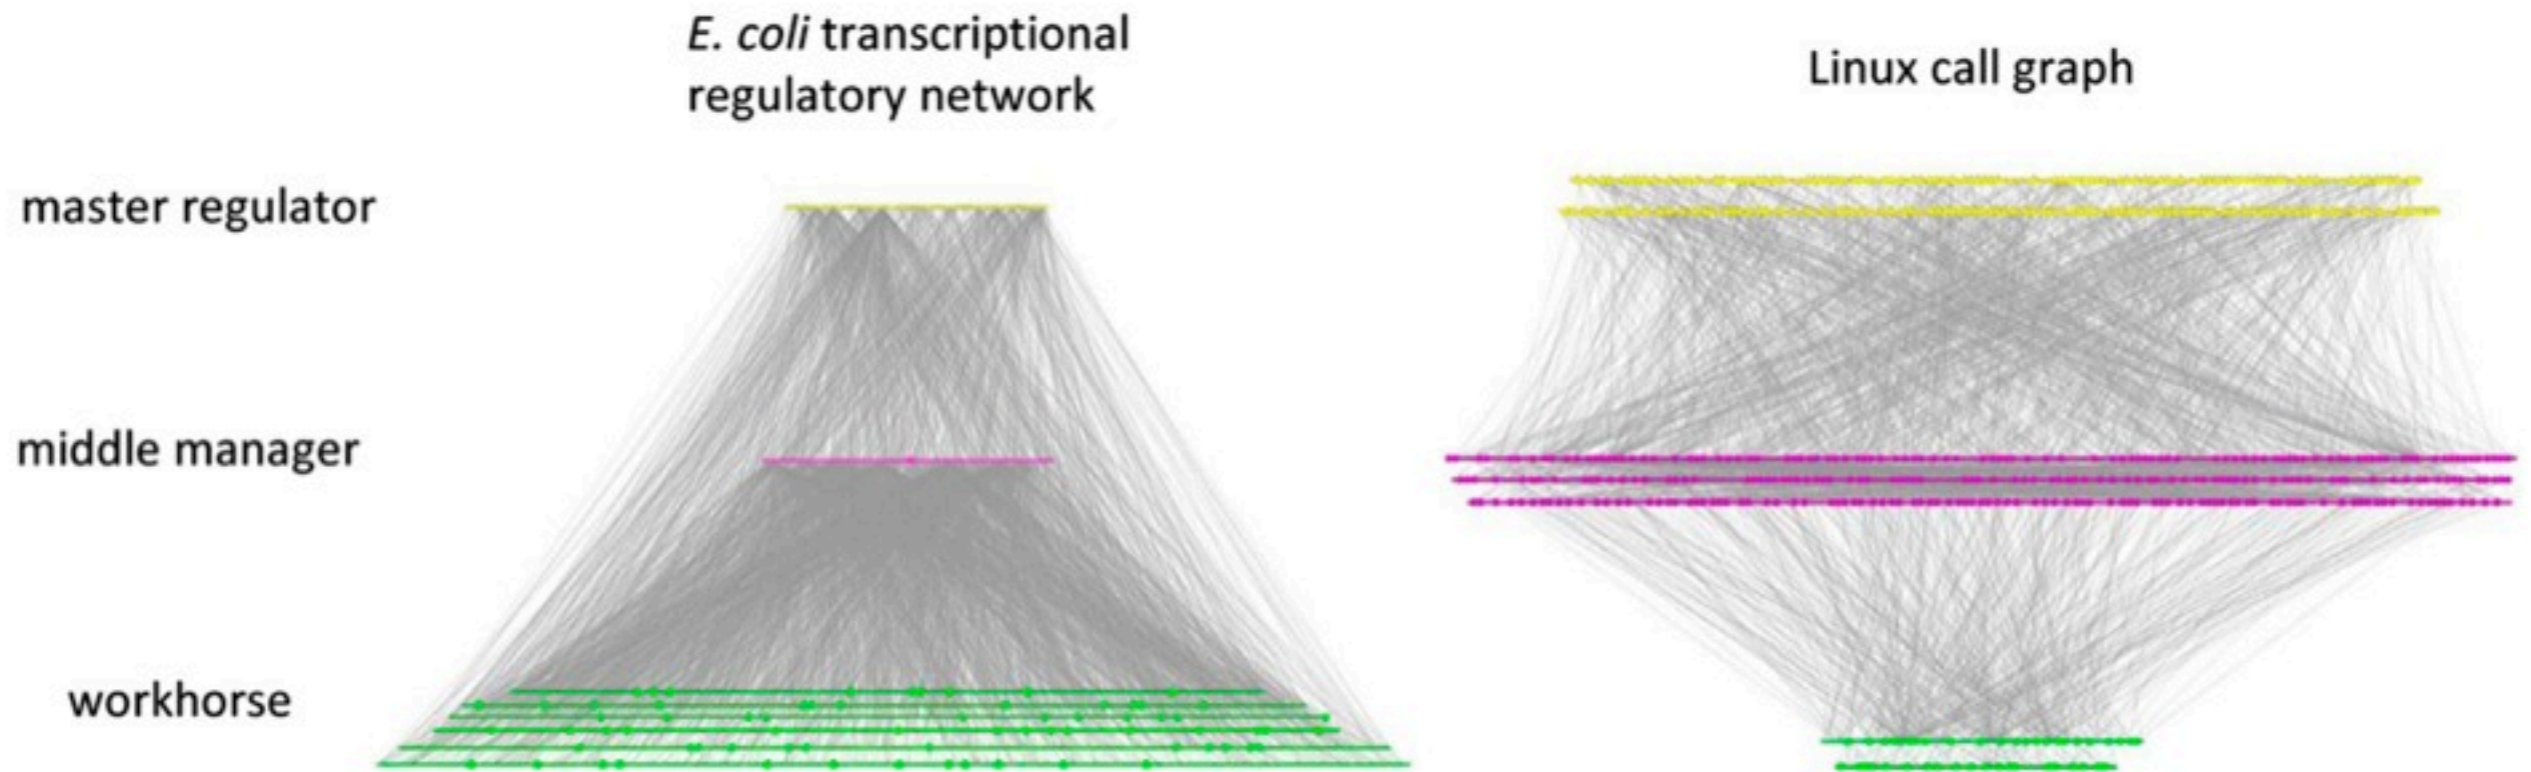 E. coli transcriptional
regulatory network
Linux call graph
master regulator
middle manager
workhorse